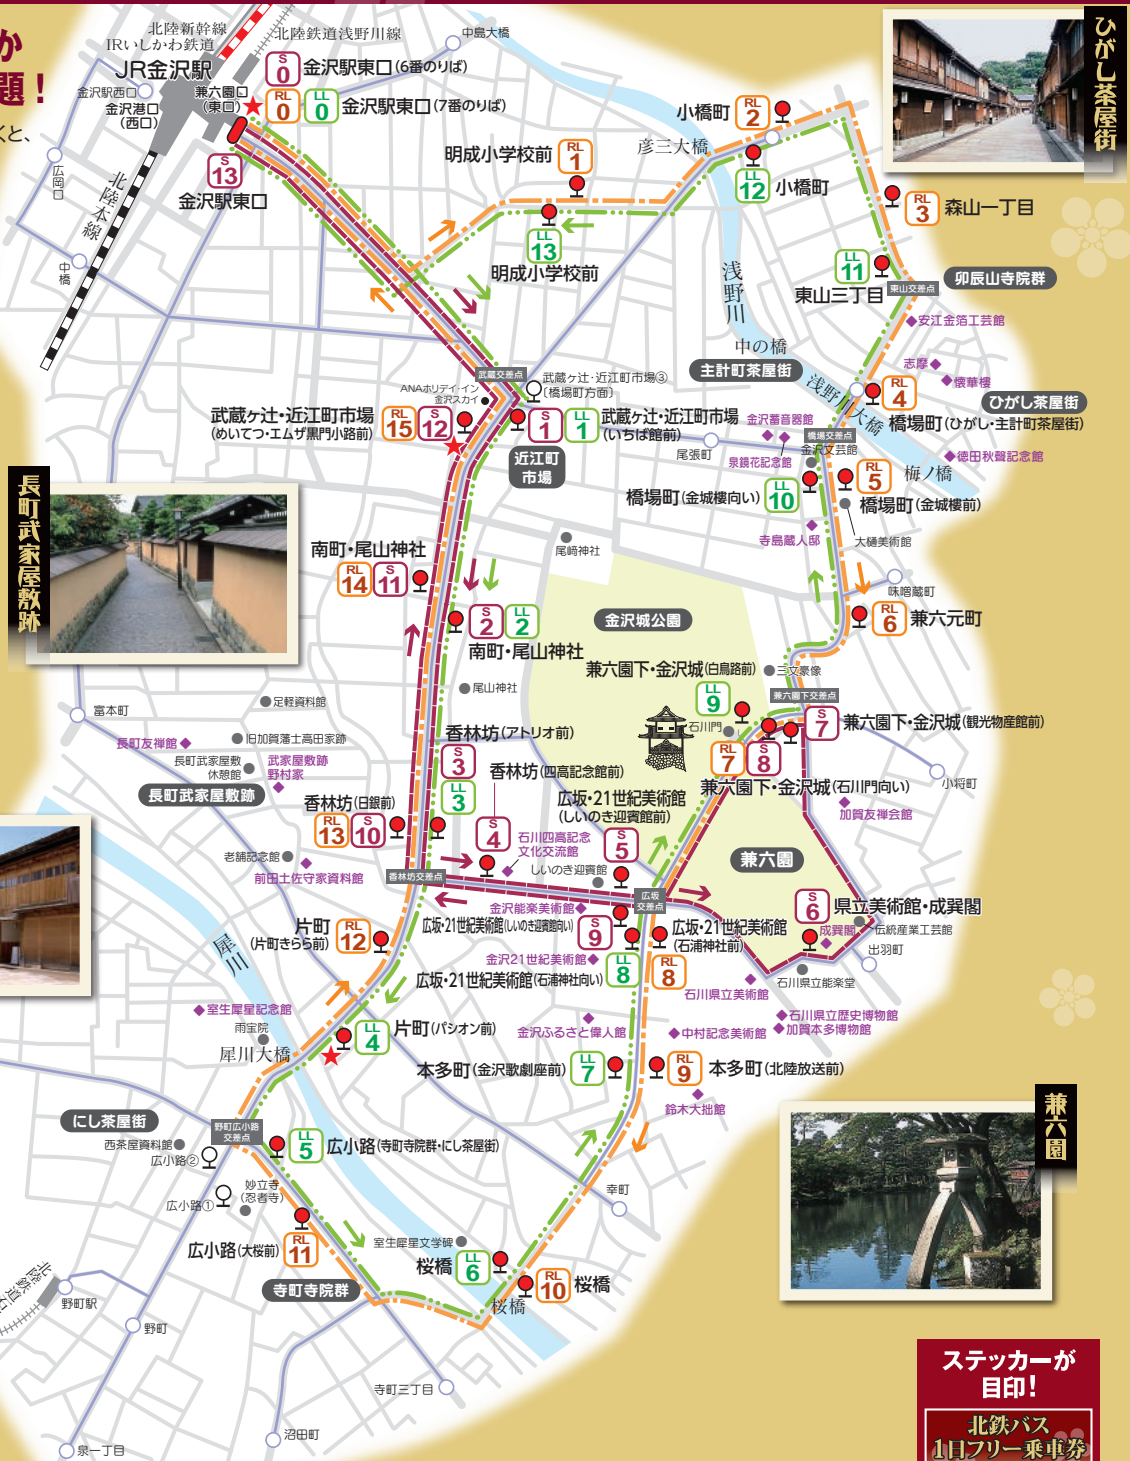 か
題!
くと、
北陸新幹線
IRいしかわ鉄道
北陸鉄道浅野川線
中島大橋
JR金沢駅
金沢駅西口
金沢港口
(西口)
兼六園口
(東口)
S 0 金沢駅東口(6番のりば)
RL 0 LL 0 金沢駅東口(7番のりば)
S 13
金沢駅東口
広岡口
北陸本線
中橋
明成小学校前 RL 1
LL 13
明成小学校前
彦三大橋
小橋町 RL 2
LL 12 小橋町
RL 3 森山一丁目
ひがし茶屋街
LL 11
東山三丁目
東山交差点
卯辰山寺院群
安江金箔工芸館
浅野川
中の橋
主計町茶屋街
浅野川大橋
志摩
懐華樓
ひがし茶屋街
RL 4
橋場町(ひがし・主計町茶屋街)
橋場交差点
金沢文芸館
徳田秋聲記念館
梅ノ橋
金沢蓄音器館
泉鏡花記念館
尾張町
武蔵交差点
武蔵ヶ辻・近江町市場③
〔橋場町方面〕
ANAホリデイ・イン
金沢スカイ
武蔵ヶ辻・近江町市場
(めいてつ・エムザ黒門小路前)
RL 15 S 12
S 1 LL 1 武蔵ヶ辻・近江町市場
(いちば館前)
近江町
市場
橋場町(金城樓向い) LL 10
RL 5
橋場町(金城樓前)
大樋美術館
寺島蔵人邸
味噌蔵町
RL 6 兼六元町
長町武家屋敷跡
南町・尾山神社
RL 14 S 11
尾﨑神社
S 2 LL 2
南町・尾山神社
尾山神社
金沢城公園
兼六園下・金沢城(白鳥路前)
LL 9
三文豪像
兼六園下交差点
石川門
S 7 兼六園下・金沢城(観光物産館前)
RL 7 S 8
兼六園下・金沢城(石川門向い)
小将町
加賀友禅会館
富本町
足軽資料館
長町友禅館
旧加賀藩士高田家跡
長町武家屋敷
休憩館
武家屋敷跡
野村家
長町武家屋敷跡
香林坊(アトリオ前)
S 3
LL 3
香林坊(四高記念館前)
S 4
香林坊(日銀前)
RL 13 S 10
老舗記念館
前田土佐守家資料館
香林坊交差点
石川四高記念
文化交流館
広坂・21世紀美術館
(しいのき迎賓館前)
S 5
しいのき迎賓館
兼六園
広坂
交差点
S 6 県立美術館・成巽閣
成巽閣
伝統産業工芸館
出羽町
石川県立能楽堂
金沢能楽美術館
広坂・21世紀美術館(しいのき迎賓館向い)
S 9
広坂・21世紀美術館
(石浦神社前)
金沢21世紀美術館
広坂・21世紀美術館(石浦神社向い)
LL 8
RL 8
石川県立美術館
石川県立歴史博物館
加賀本多博物館
中村記念美術館
金沢ふるさと偉人館
片町
(片町きらら前)
RL 12
犀川
室生犀星記念館
雨宝院
犀川大橋
LL 4 片町(パシオン前)
本多町(金沢歌劇座前) LL 7
RL 9 本多町(北陸放送前)
鈴木大拙館
兼六園
にし茶屋街
野町広小路
交差点
西茶屋資料館
広小路②
LL 5 広小路(寺町寺院群・にし茶屋街)
広小路①
妙立寺
(忍者寺)
広小路(大桜前) RL 11
幸町
室生犀星文学碑
桜橋 LL 6
RL 10 桜橋
桜橋
寺町寺院群
北陸鉄道石
野町駅
野町
寺町三丁目
沼田町
泉一丁目
ステッカーが
目印!
北鉄バス
1日フリー乗車券